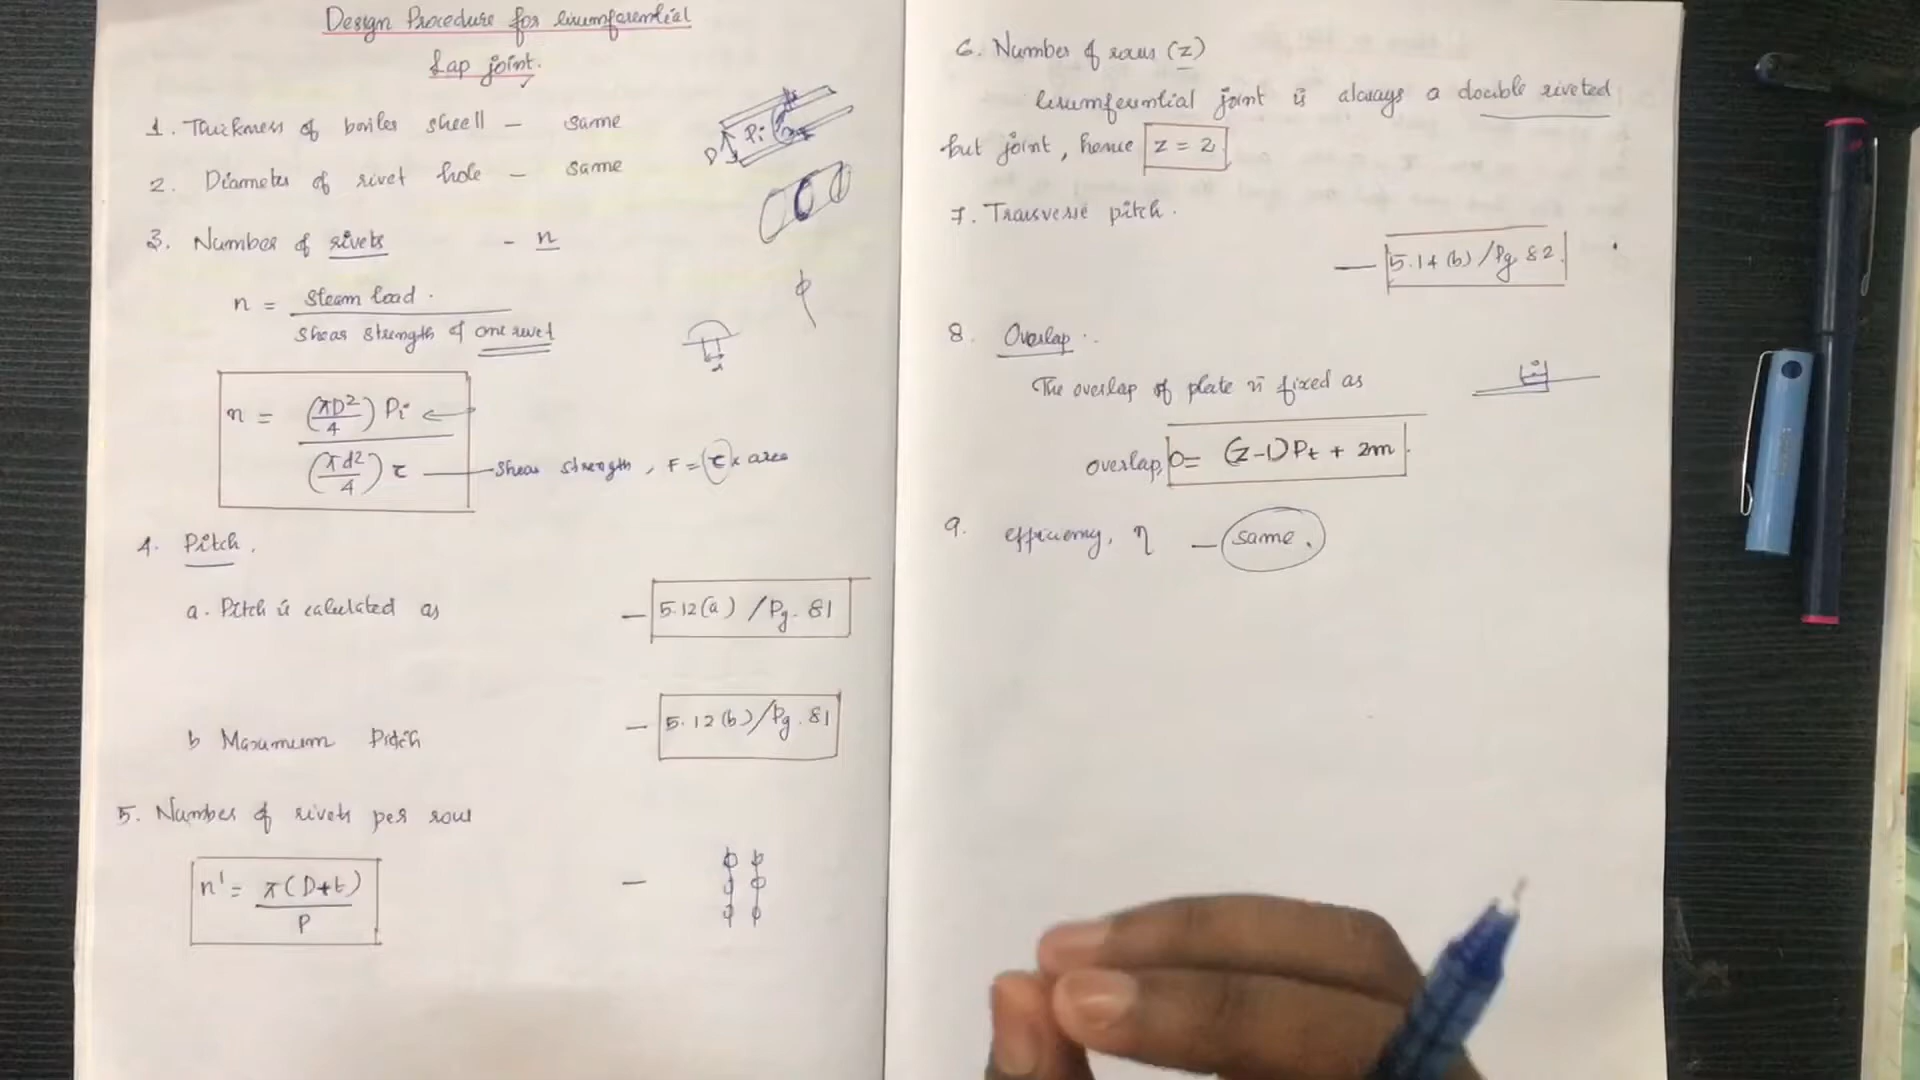 Design Procedure for circumferential
Lap joint.
1. Thickness of boiler shell - same
2. Diameter of rivet hole - same
3. Number of rivets - n
n = Steam load.
Shear strength of one rivet
n = (πD²/4) Pi
(πd²/4) τ — Shear strength, F = τ x area
4. Pitch.
a. Pitch is calculated as — 5.12(a) / Pg. 81
b Maxumum Pitch — 5.12(b)/Pg. 81
5. Number of rivets per row
n' = π(D+t)
P
D Pi
d
6. Number of rows (z)
Circumferential joint is always a double riveted
but joint, hence z = 2
7. Transverse pitch.
— 5.14(b) /Pg 82.
8. Overlap.
The overlap of plate is fixed as
overlap, O= (z-1)Pt + 2m
9. efficiency, η — same.